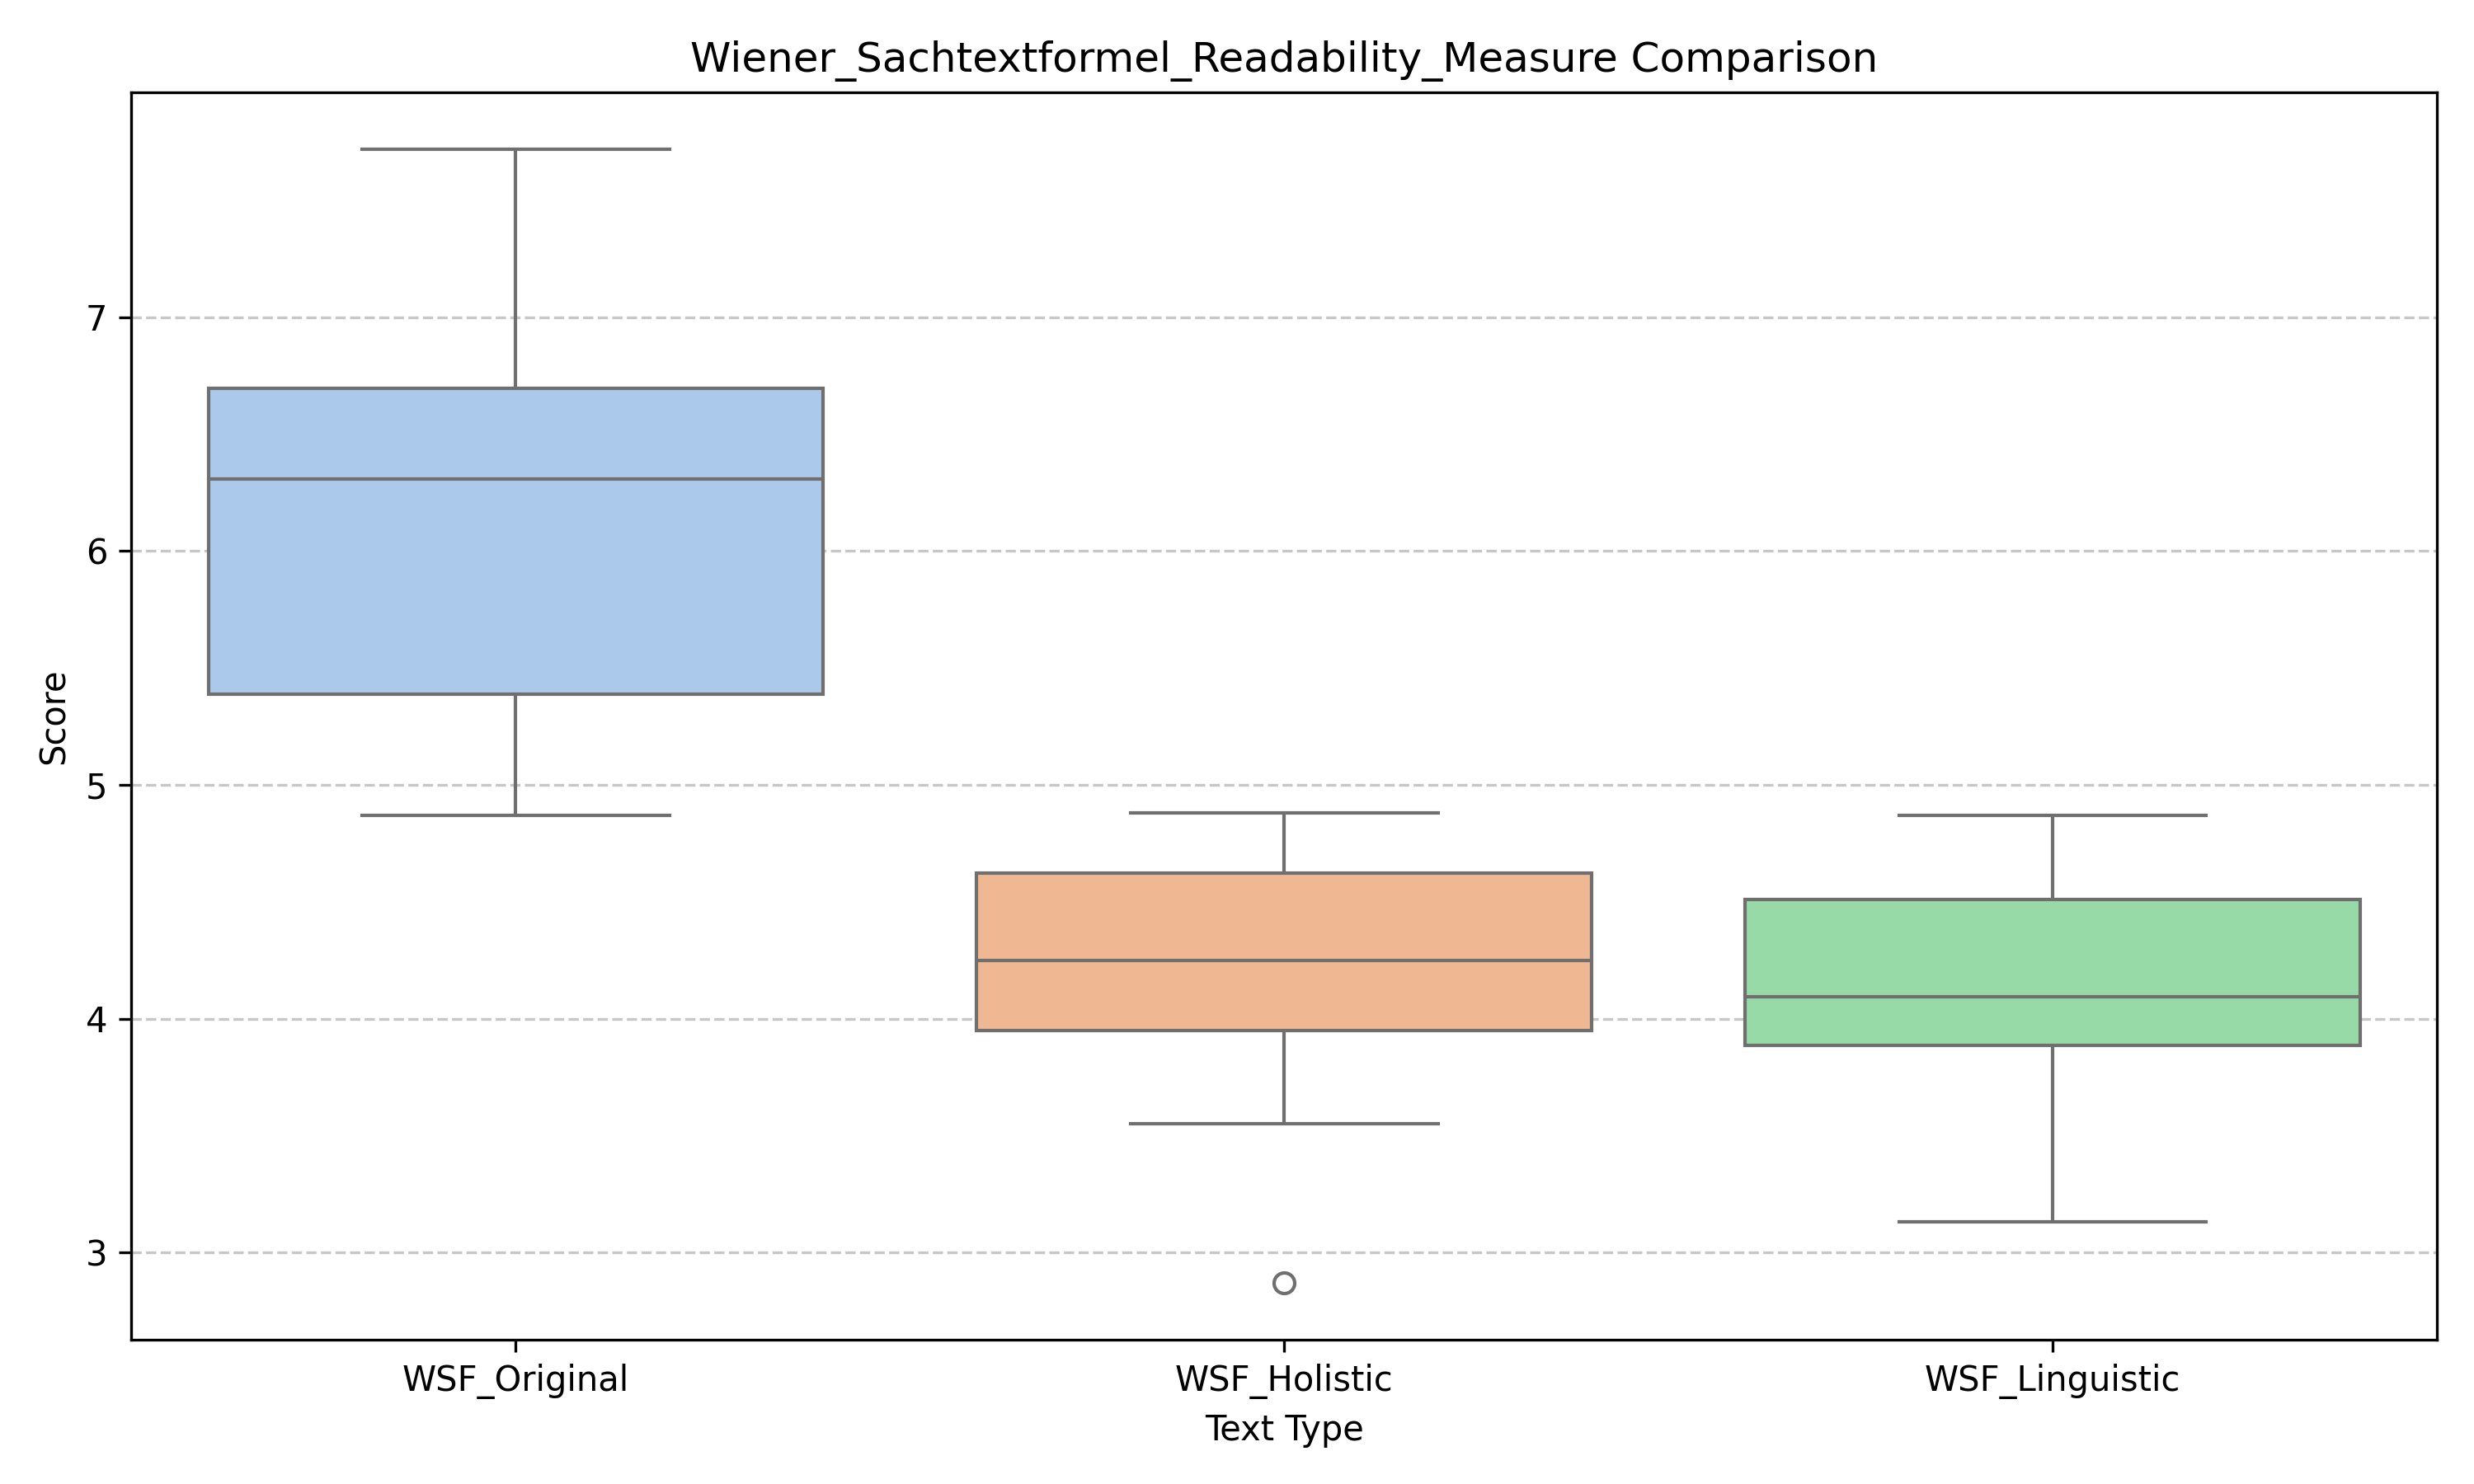 Wiener_Sachtextformel_Readability_Measure Comparison
Score
7
6
5
4
3
WSF_Original
WSF_Holistic
WSF_Linguistic
Text Type